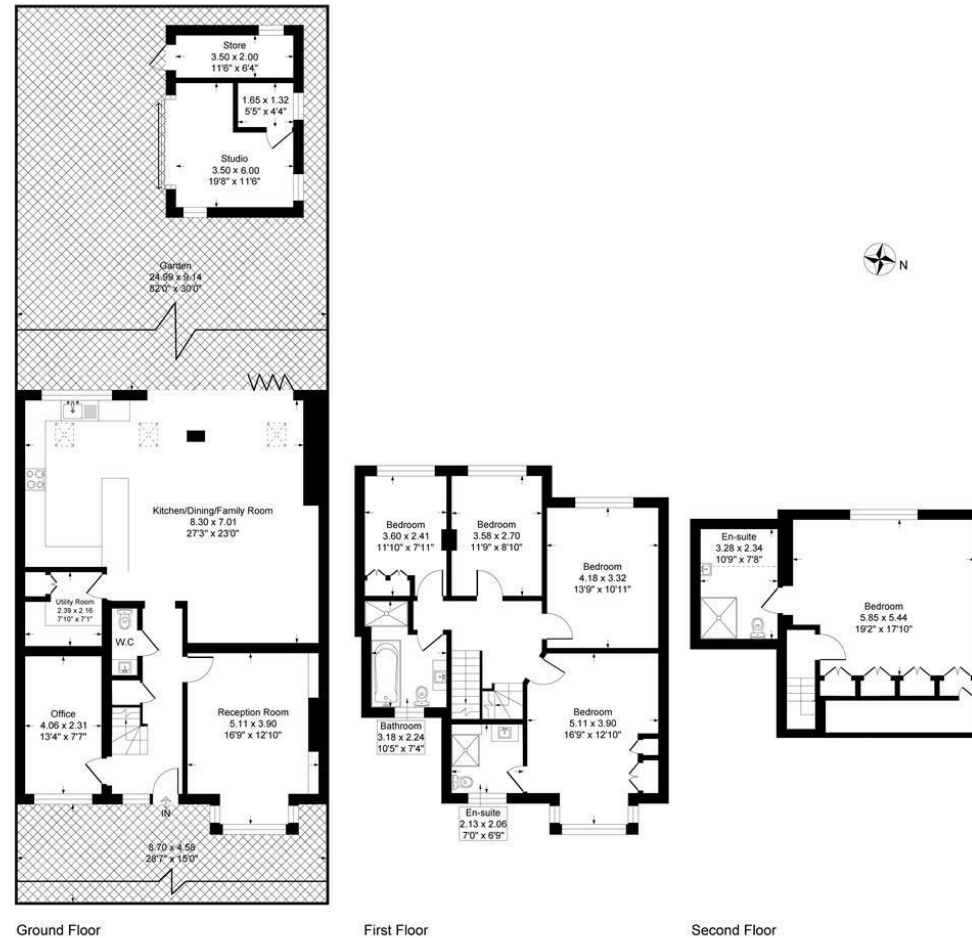 Store
3.50 x 2.00
11'6" x 6'4"
1.65 x 1.32
5'5" x 4'4"
Studio
3.50 x 6.00
19'8" x 11'6"
Garden
24.99 x 9.14
82'0" x 30'0"
N
Kitchen/Dining/Family Room
8.30 x 7.01
27'3" x 23'0"
Utility Room
2.39 x 2.16
7'10" x 7'1"
W.C
Office
4.06 x 2.31
13'4" x 7'7"
Reception Room
5.11 x 3.90
16'9" x 12'10"
IN
8.70 x 4.58
28'7" x 15'0"
Ground Floor
Bedroom
3.60 x 2.41
11'10" x 7'11"
Bedroom
3.58 x 2.70
11'9" x 8'10"
Bedroom
4.18 x 3.32
13'9" x 10'11"
Bathroom
3.18 x 2.24
10'5" x 7'4"
Bedroom
5.11 x 3.90
16'9" x 12'10"
En-suite
2.13 x 2.06
7'0" x 6'9"
First Floor
En-suite
3.28 x 2.34
10'9" x 7'8"
Bedroom
5.85 x 5.44
19'2" x 17'10"
Second Floor